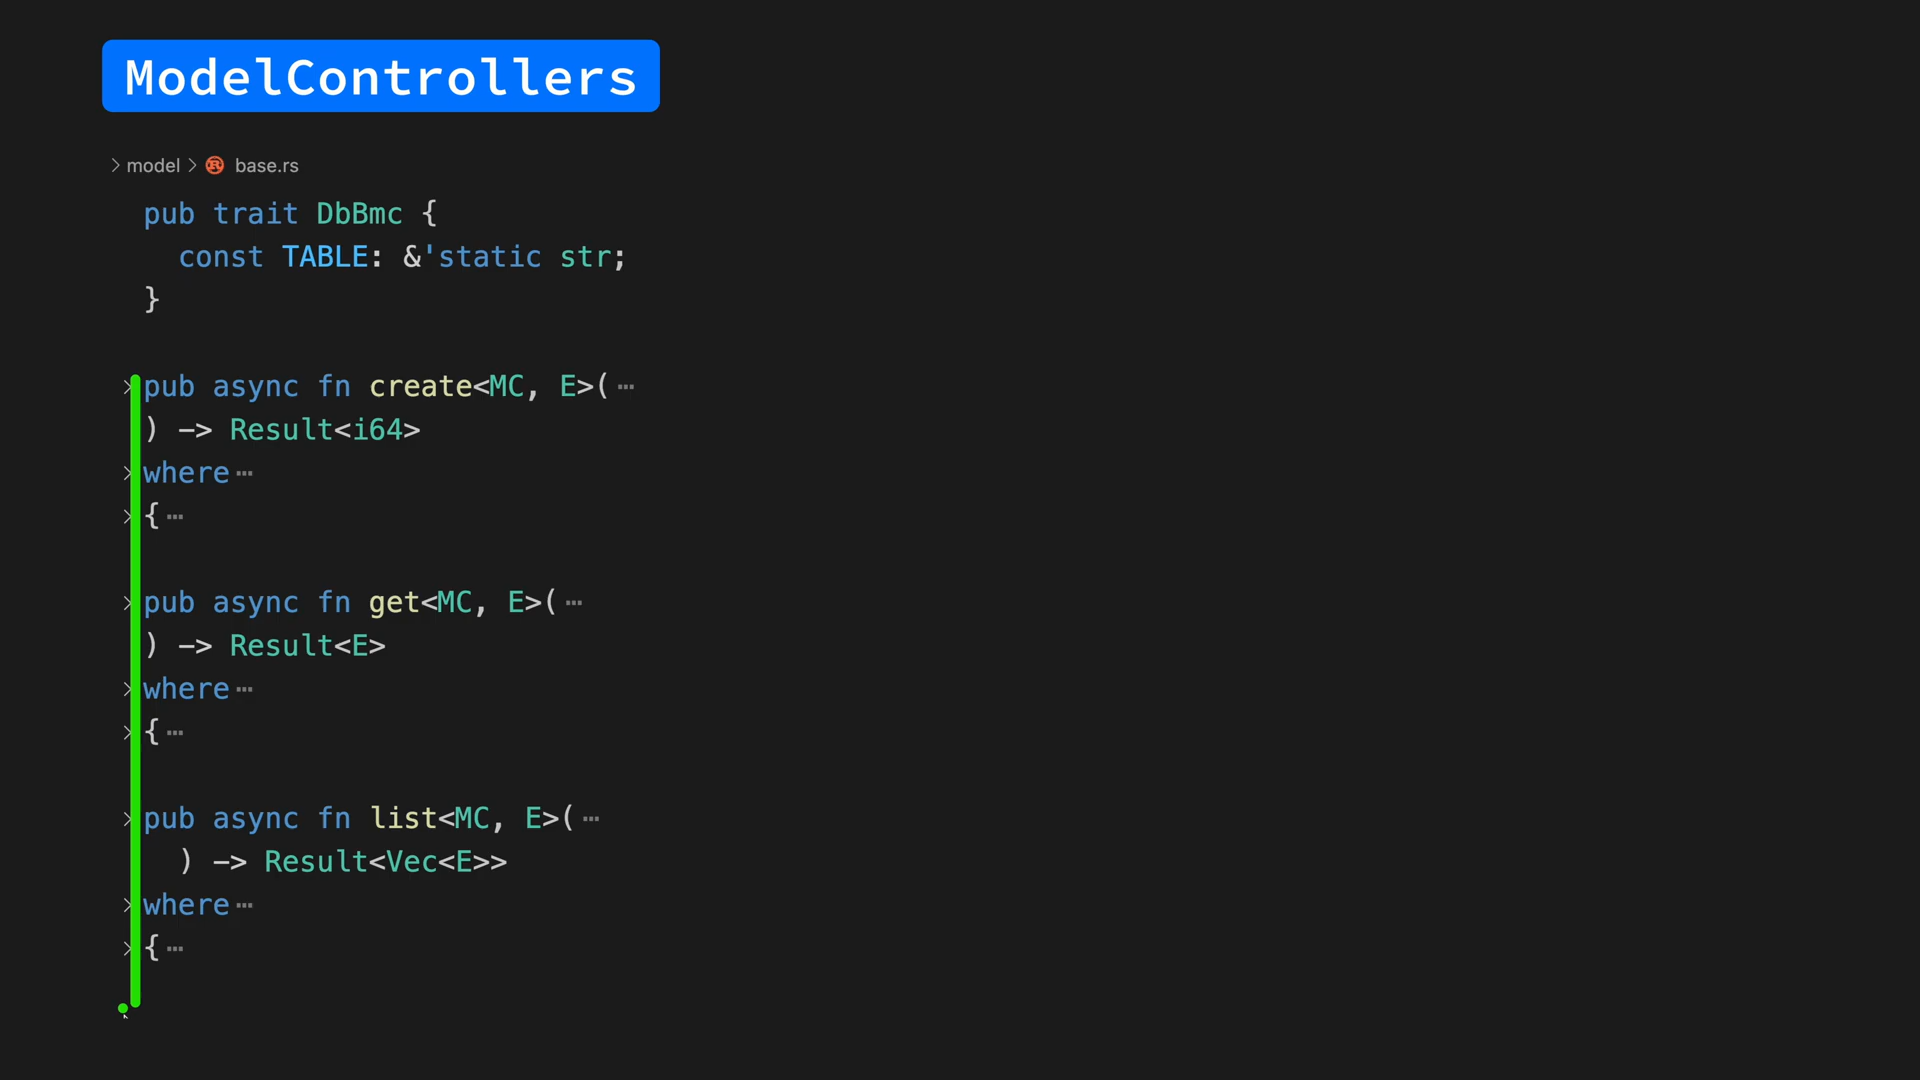 ModelControllers
> model > base.rs
pub trait DbBmc {
const TABLE: &'static str;
}
pub async fn create<MC, E>( ⋯
) -> Result<i64>
where ⋯
{ ⋯
pub async fn get<MC, E>( ⋯
) -> Result<E>
where ⋯
{ ⋯
pub async fn list<MC, E>( ⋯
) -> Result<Vec<E>>
where ⋯
{ ⋯